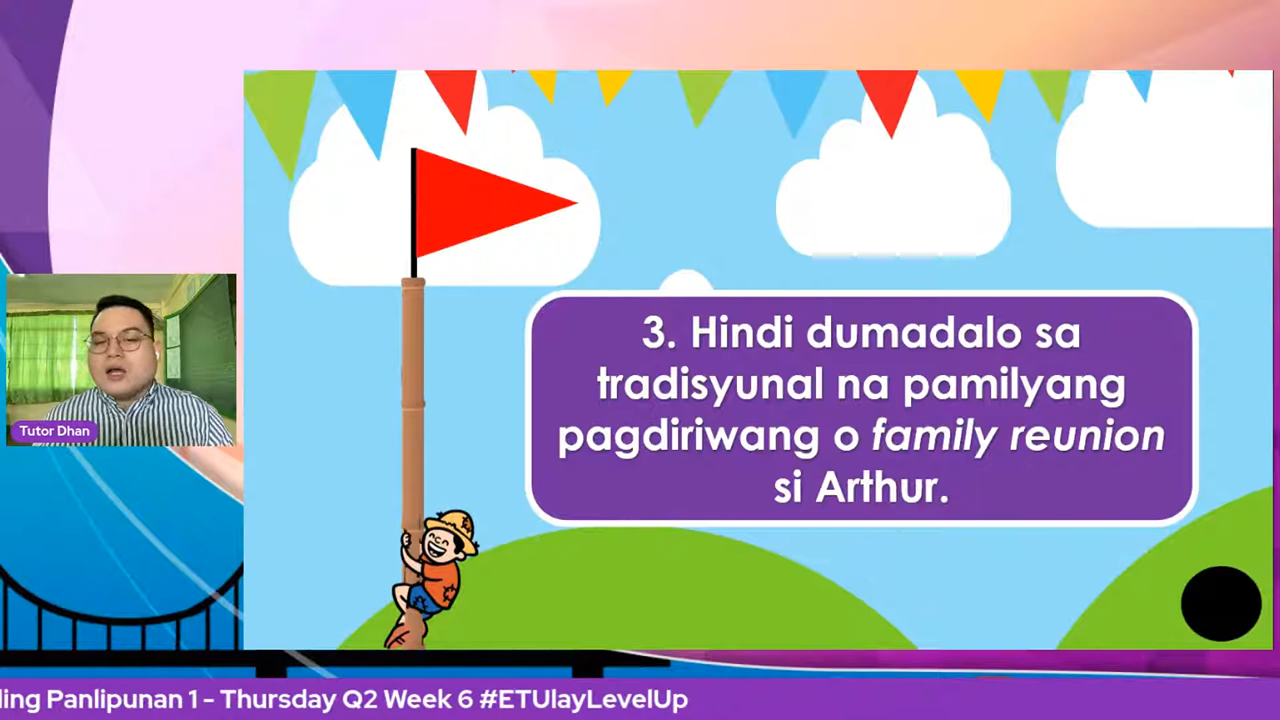 3. Hindi dumadalo sa
tradisyunal na pamilyang
pagdiriwang o family reunion
si Arthur.
Tutor Dhan
ling Panlipunan 1 - Thursday Q2 Week 6 #ETUlayLevelUp